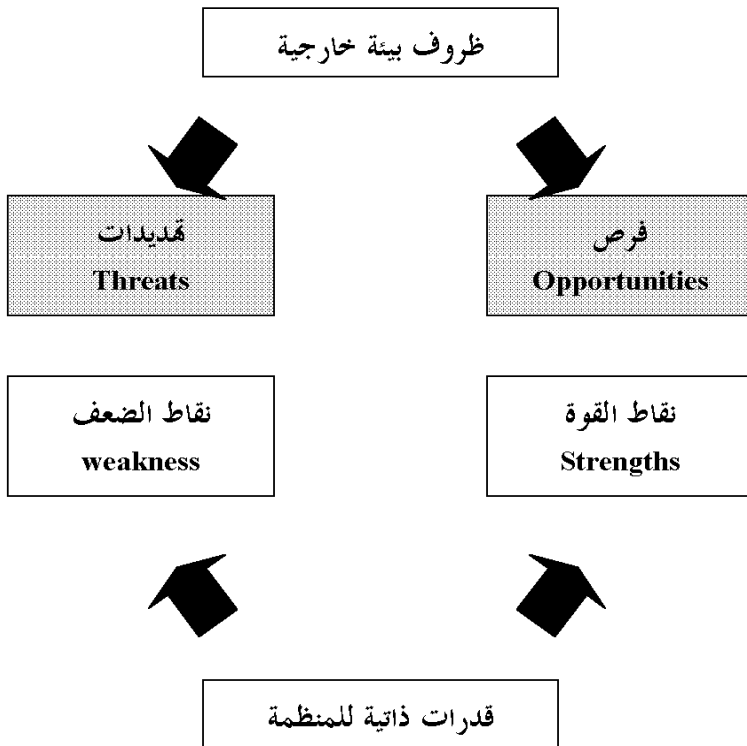 ظروف بيئة خارجية
فرص
Opportunities
تهديدات
Threats
نقاط القوة
Strengths
نقاط الضعف
weakness
قدرات ذاتية للمنظمة